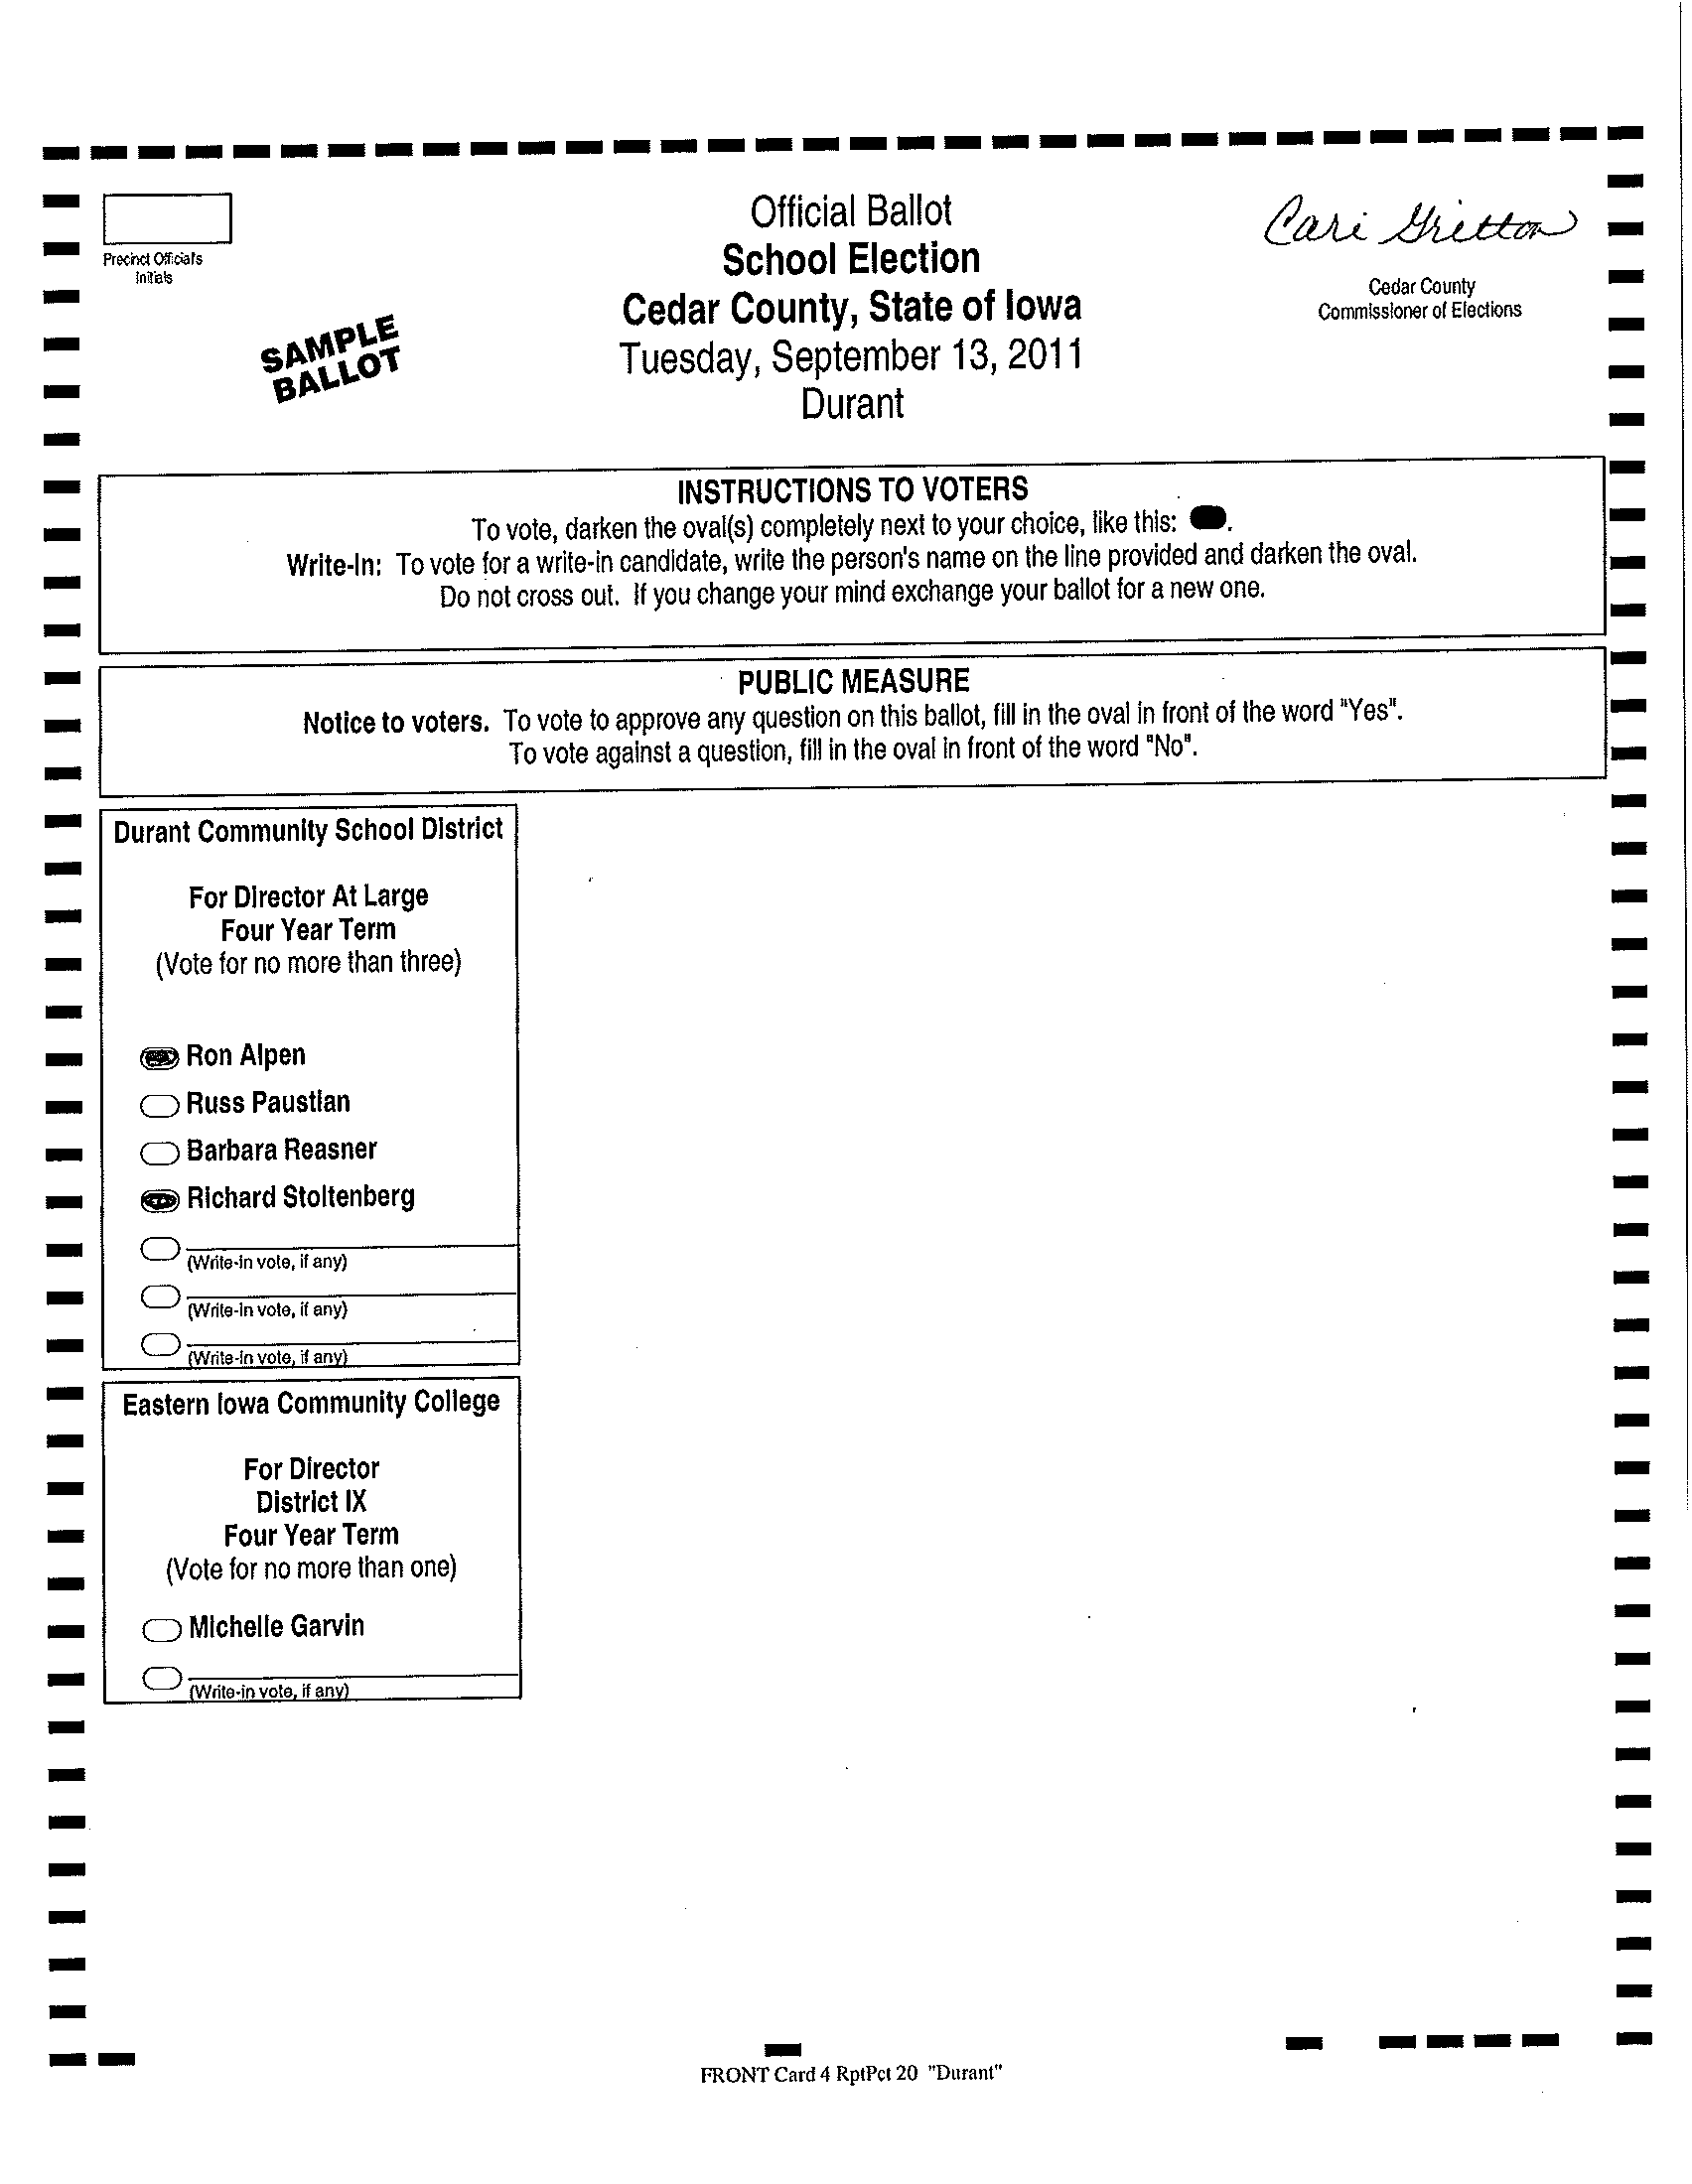 Official Ballot
School Election
Cedar County, State of Iowa
Tuesday, September 13, 2011
Durant
Precinct Official's
Initials
SAMPLE
BALLOT
Cari Gritton
Cedar County
Commissioner of Elections
INSTRUCTIONS TO VOTERS
To vote, darken the oval(s) completely next to your choice, like this: .
Write-In: To vote for a write-in candidate, write the person's name on the line provided and darken the oval.
Do not cross out. If you change your mind exchange your ballot for a new one.
PUBLIC MEASURE
Notice to voters. To vote to approve any question on this ballot, fill in the oval in front of the word "Yes".
To vote against a question, fill in the oval in front of the word "No".
Durant Community School District
For Director At Large
Four Year Term
(Vote for no more than three)
Ron Alpen
Russ Paustian
Barbara Reasner
Richard Stoltenberg
(Write-in vote, if any)
(Write-in vote, if any)
(Write-in vote, if any)
Eastern Iowa Community College
For Director
District IX
Four Year Term
(Vote for no more than one)
Michelle Garvin
(Write-in vote, if any)
FRONT Card 4 RptPct 20 "Durant"